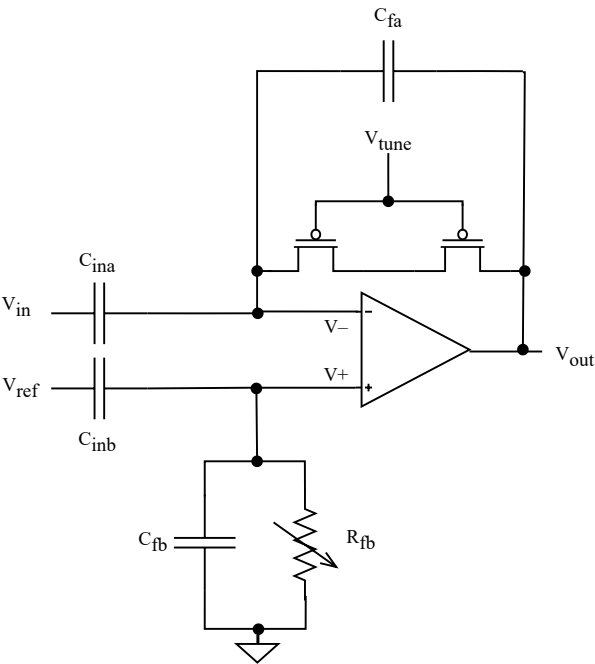 Cfa
Vtune
Cina
Vin
V−
−
Vout
V+
+
Vref
Cinb
Cfb
Rfb